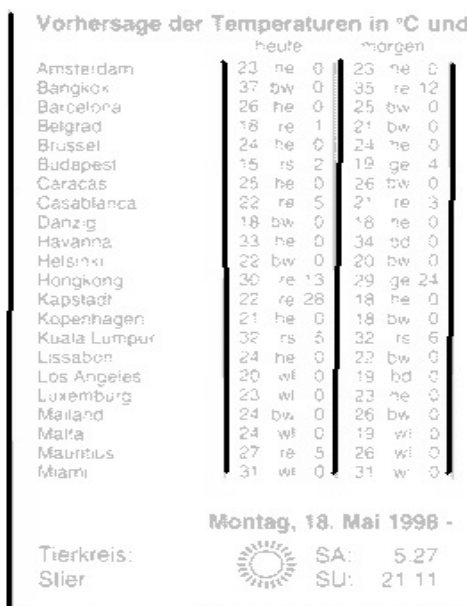 Vorhersage der Temperaturen in °C und
heute morgen
Amsterdam 23 he 0 23 he 0
Bangkok 37 bw 0 35 re 12
Barcelona 26 he 0 25 bw 0
Belgrad 18 re 1 21 bw 0
Brüssel 24 he 0 24 he 0
Budapest 15 rs 2 19 ge 4
Caracas 25 he 0 26 bw 0
Casablanca 22 re 5 21 re 3
Danzig 18 bw 0 18 he 0
Havanna 33 he 0 34 bd 0
Helsinki 22 bw 0 20 bw 0
Hongkong 30 re 13 29 ge 24
Kapstadt 22 re 28 18 he 0
Kopenhagen 21 he 0 18 bw 0
Kuala Lumpur 32 rs 5 32 rs 6
Lissabon 24 he 0 22 bw 0
Los Angeles 20 wl 0 19 bd 0
Luxemburg 23 wl 0 23 he 0
Mailand 24 bw 0 26 bw 0
Malta 24 wl 0 19 wl 0
Mauritius 27 re 5 26 wl 0
Miami 31 wl 0 31 wl 0
Montag, 18. Mai 1998 -
Tierkreis: SA: 5.27
Stier SU: 21.11